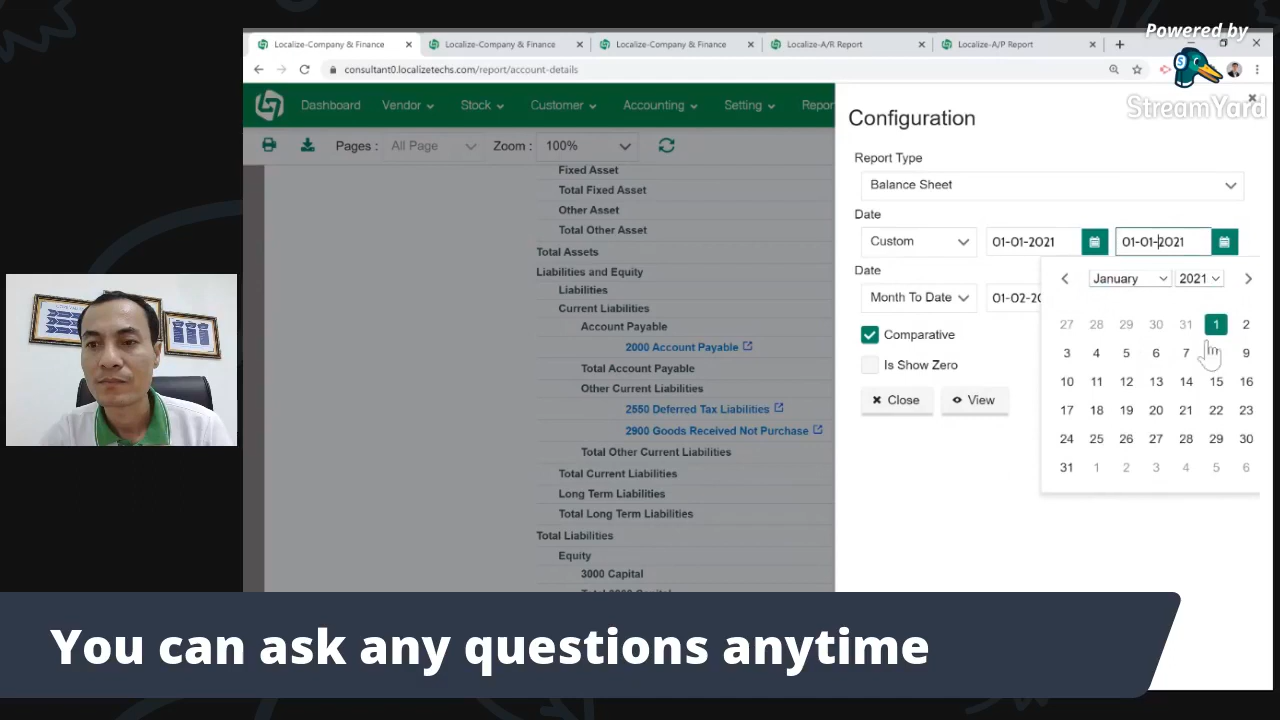 Powered by
StreamYard
Localize-Company & Finance
Localize-Company & Finance
Localize-Company & Finance
Localize-A/R Report
Localize-A/P Report
consultant0.localizetechs.com/report/account-details
Dashboard Vendor Stock Customer Accounting Setting Repor
Pages : All Page Zoom : 100%
Fixed Asset
Total Fixed Asset
Other Asset
Total Other Asset
Total Assets
Liabilities and Equity
Liabilities
Current Liabilities
Account Payable
2000 Account Payable
Total Account Payable
Other Current Liabilities
2550 Deferred Tax Liabilities
2900 Goods Received Not Purchase
Total Other Current Liabilities
Total Current Liabilities
Long Term Liabilities
Total Long Term Liabilities
Total Liabilities
Equity
3000 Capital
Configuration
Report Type
Balance Sheet
Date
Custom 01-01-2021 01-01-2021
Date
Month To Date 01-02-20
Comparative
Is Show Zero
Close View
January 2021
27 28 29 30 31 1 2
3 4 5 6 7 9
10 11 12 13 14 15 16
17 18 19 20 21 22 23
24 25 26 27 28 29 30
31 1 2 3 4 5 6
You can ask any questions anytime